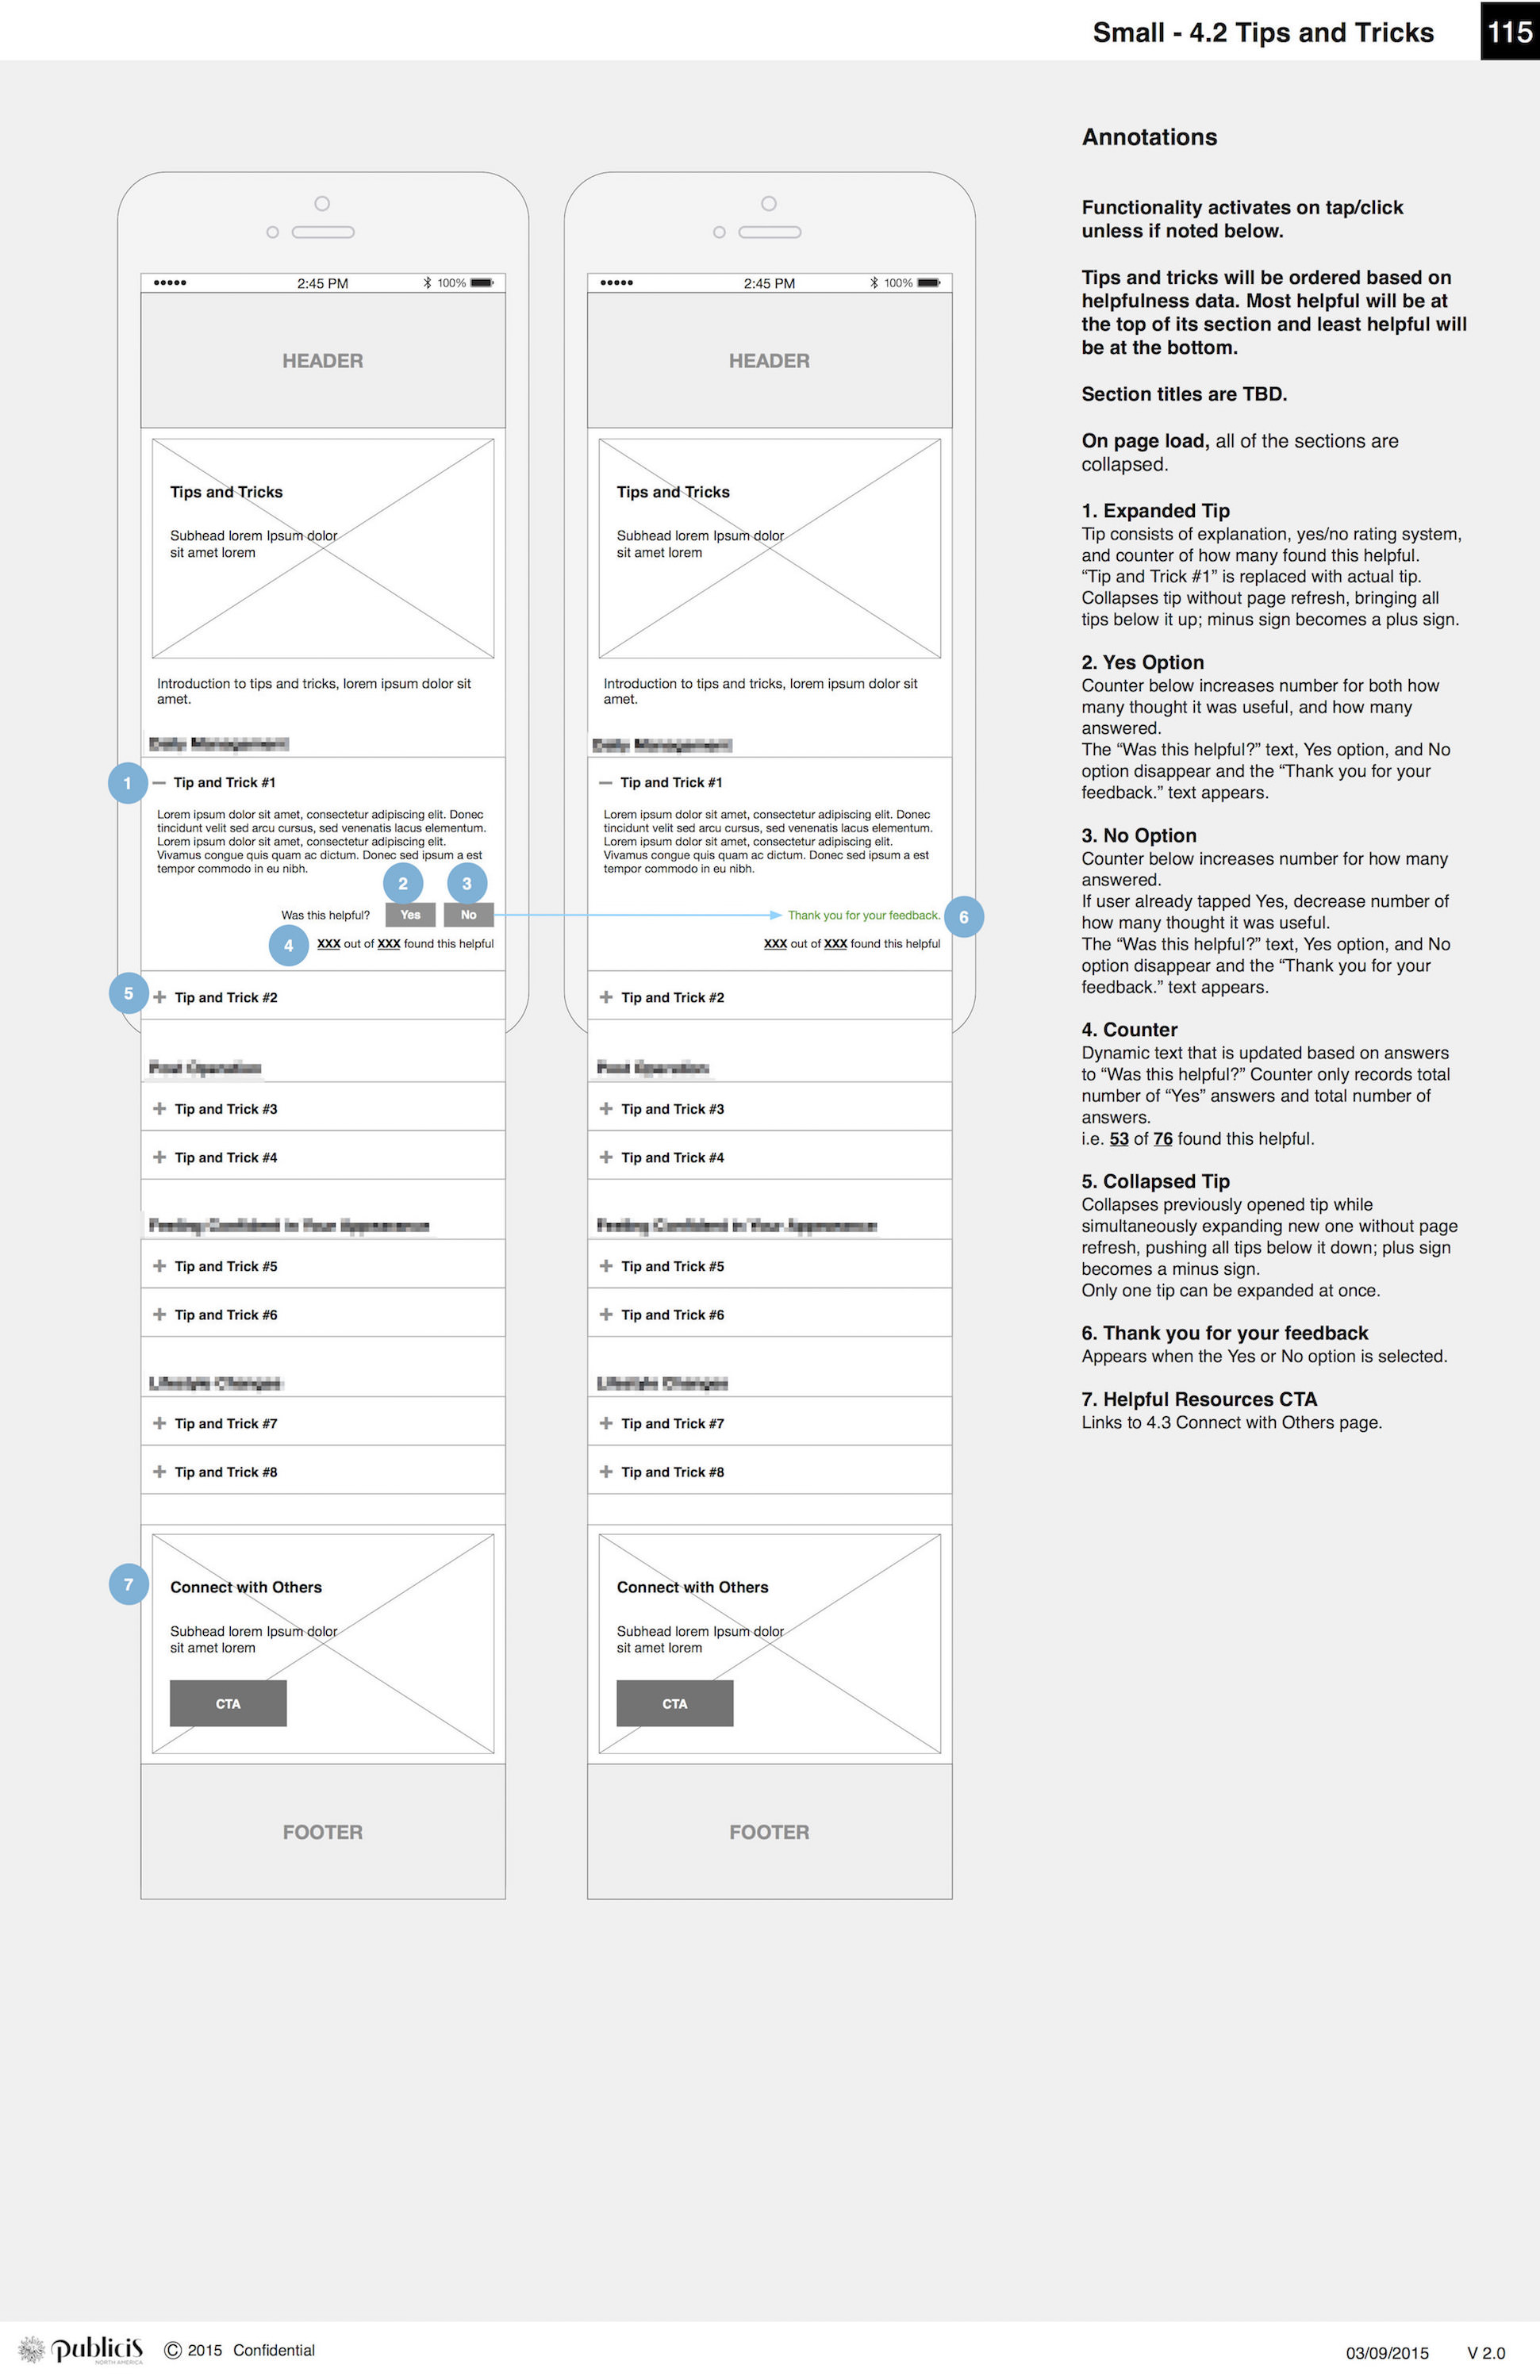 Small - 4.2 Tips and Tricks
115
2:45 PM
100%
HEADER
Tips and Tricks
Subhead lorem Ipsum dolor
sit amet lorem
Introduction to tips and tricks, lorem ipsum dolor sit
amet.
1
Tip and Trick #1
Lorem ipsum dolor sit amet, consectetur adipiscing elit. Donec
tincidunt velit sed arcu cursus, sed venenatis lacus elementum.
Lorem ipsum dolor sit amet, consectetur adipiscing elit.
Vivamus congue quis quam ac dictum. Donec sed ipsum a est
tempor commodo in eu nibh.
2
3
Was this helpful?
Yes
No
4
XXX out of XXX found this helpful
5
Tip and Trick #2
Tip and Trick #3
Tip and Trick #4
Tip and Trick #5
Tip and Trick #6
Tip and Trick #7
Tip and Trick #8
7
Connect with Others
Subhead lorem Ipsum dolor
sit amet lorem
CTA
FOOTER
2:45 PM
100%
HEADER
Tips and Tricks
Subhead lorem Ipsum dolor
sit amet lorem
Introduction to tips and tricks, lorem ipsum dolor sit
amet.
Tip and Trick #1
Lorem ipsum dolor sit amet, consectetur adipiscing elit. Donec
tincidunt velit sed arcu cursus, sed venenatis lacus elementum.
Lorem ipsum dolor sit amet, consectetur adipiscing elit.
Vivamus congue quis quam ac dictum. Donec sed ipsum a est
tempor commodo in eu nibh.
Thank you for your feedback.
6
XXX out of XXX found this helpful
Tip and Trick #2
Tip and Trick #3
Tip and Trick #4
Tip and Trick #5
Tip and Trick #6
Tip and Trick #7
Tip and Trick #8
Connect with Others
Subhead lorem Ipsum dolor
sit amet lorem
CTA
FOOTER
Annotations
Functionality activates on tap/click
unless if noted below.
Tips and tricks will be ordered based on
helpfulness data. Most helpful will be at
the top of its section and least helpful will
be at the bottom.
Section titles are TBD.
On page load, all of the sections are
collapsed.
1. Expanded Tip
Tip consists of explanation, yes/no rating system,
and counter of how many found this helpful.
“Tip and Trick #1” is replaced with actual tip.
Collapses tip without page refresh, bringing all
tips below it up; minus sign becomes a plus sign.
2. Yes Option
Counter below increases number for both how
many thought it was useful, and how many
answered.
The “Was this helpful?” text, Yes option, and No
option disappear and the “Thank you for your
feedback.” text appears.
3. No Option
Counter below increases number for how many
answered.
If user already tapped Yes, decrease number of
how many thought it was useful.
The “Was this helpful?” text, Yes option, and No
option disappear and the “Thank you for your
feedback.” text appears.
4. Counter
Dynamic text that is updated based on answers
to “Was this helpful?” Counter only records total
number of “Yes” answers and total number of
answers.
i.e. 53 of 76 found this helpful.
5. Collapsed Tip
Collapses previously opened tip while
simultaneously expanding new one without page
refresh, pushing all tips below it down; plus sign
becomes a minus sign.
Only one tip can be expanded at once.
6. Thank you for your feedback
Appears when the Yes or No option is selected.
7. Helpful Resources CTA
Links to 4.3 Connect with Others page.
publicis
NORTH AMERICA
© 2015 Confidential
03/09/2015
V 2.0